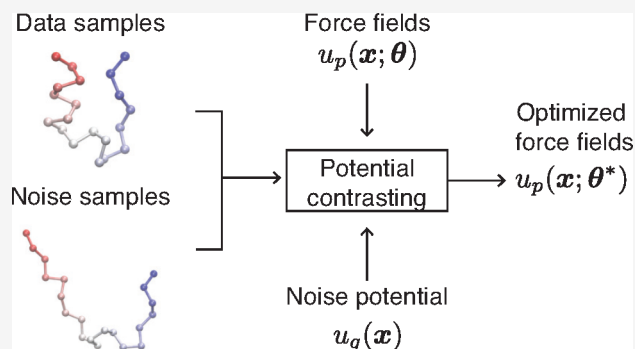 Data samples
Force fields
u_p(x; θ)
Optimized
force fields
u_p(x; θ*)
Potential
contrasting
Noise samples
Noise potential
u_q(x)